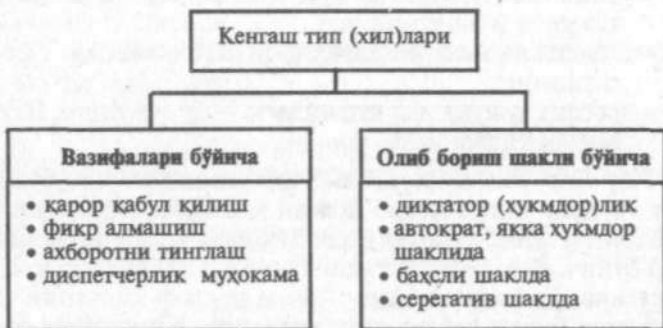 Кенгаш тип (хил)лари
Вазифалари бўйича
• қарор қабул қилиш
• фикр алмашиш
• ахборотни тинглаш
• диспетчерлик муҳокама
Олиб бориш шакли бўйича
• диктатор (ҳукмдор)лик
• автократ, якка ҳукмдор
шаклида
• баҳсли шаклда
• серегатив шаклда